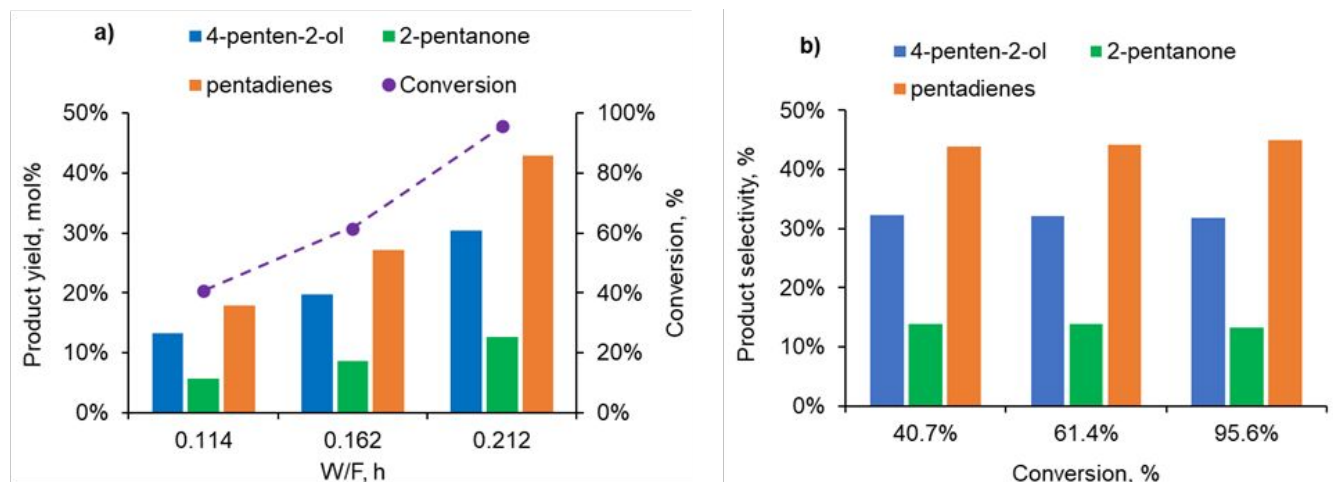 a)
4-penten-2-ol 2-pentanone
pentadienes Conversion
Product yield, mol%
50%
40%
30%
20%
10%
0%
100%
80%
60%
40%
20%
0%
Conversion, %
0.114 0.162 0.212
W/F, h
b)
4-penten-2-ol 2-pentanone
pentadienes
Product selectivity, %
50%
40%
30%
20%
10%
0%
40.7% 61.4% 95.6%
Conversion, %